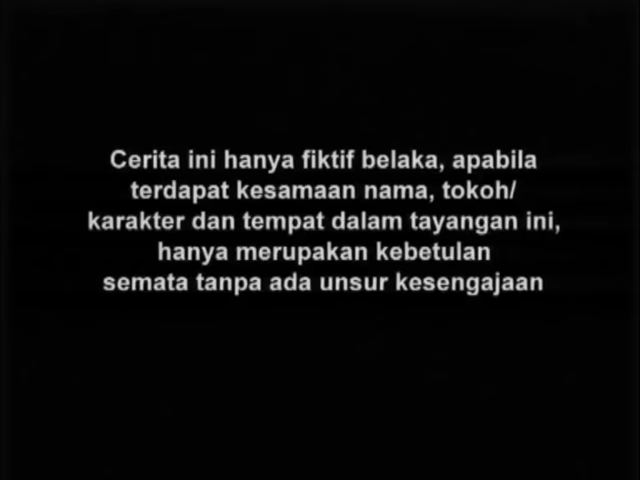 Cerita ini hanya fiktif belaka, apabila
terdapat kesamaan nama, tokoh/
karakter dan tempat dalam tayangan ini,
hanya merupakan kebetulan
semata tanpa ada unsur kesengajaan